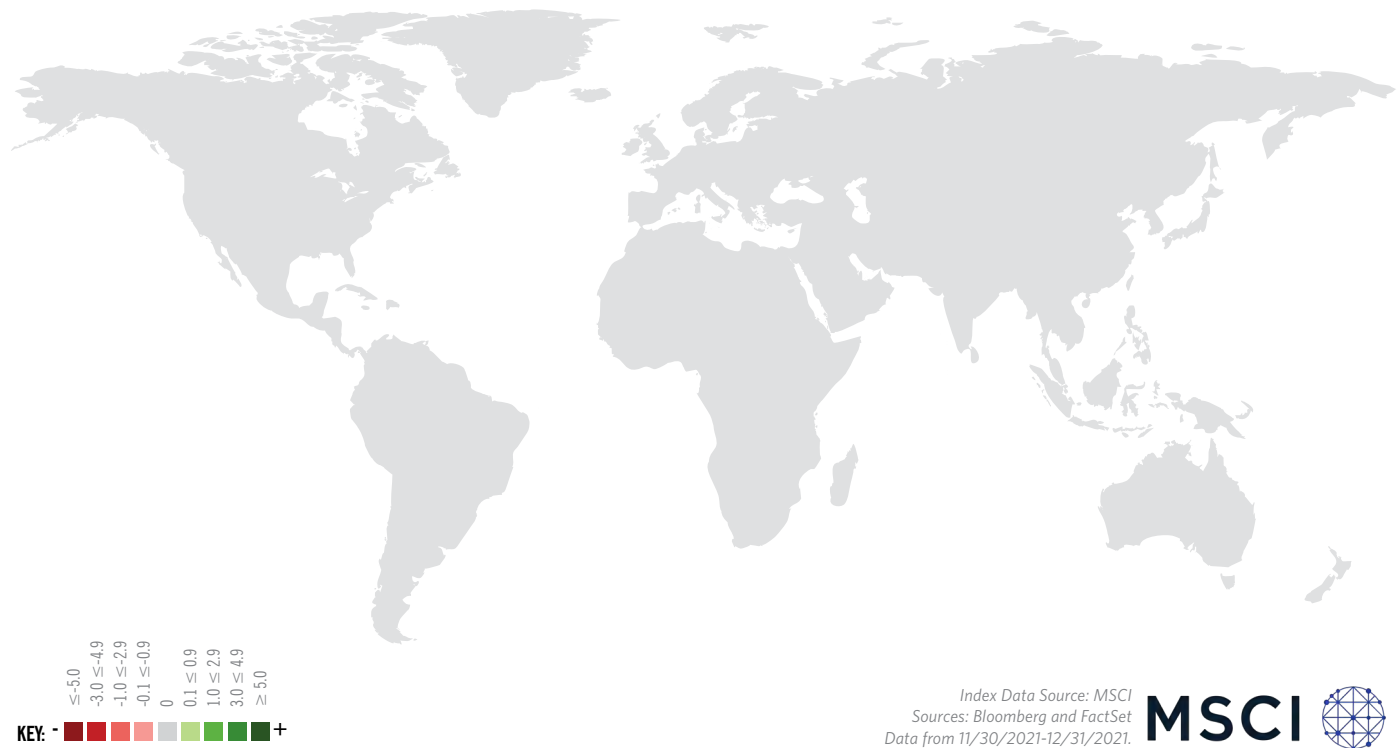 ≤-5.0
-3.0 ≤-4.9
-1.0 ≤-2.9
-0.1 ≤-0.9
0
0.1 ≤ 0.9
1.0 ≤ 2.9
3.0 ≤ 4.9
≥ 5.0
KEY: - +
Index Data Source: MSCI
Sources: Bloomberg and FactSet
Data from 11/30/2021-12/31/2021.
MSCI